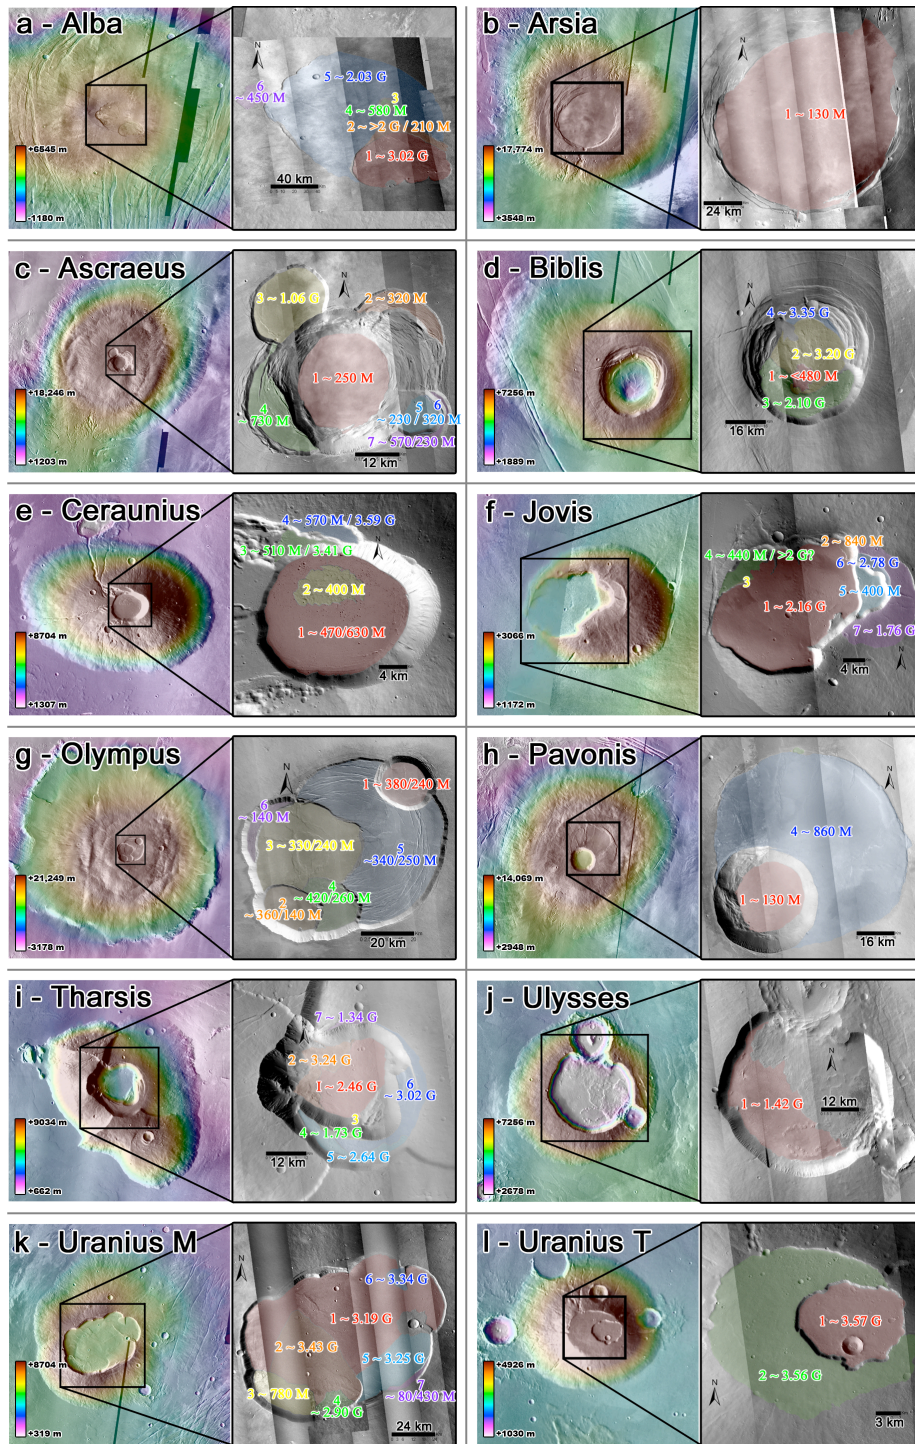 a - Alba
+6545 m
-1180 m
N
5 ~ 2.03 G
6
~ 450 M
3
4 ~ 580 M
2 ~ >2 G / 210 M
1 ~ 3.02 G
40 km
b - Arsia
+17,774 m
+3548 m
N
1 ~ 130 M
24 km
c - Ascraeus
+18,246 m
+1203 m
N
3 ~ 1.06 G
2 ~ 320 M
1 ~ 250 M
4
~ 730 M
5
6
~ 230 / 320 M
7 ~ 570/230 M
12 km
d - Biblis
+7256 m
+1889 m
N
4 ~ 3.35 G
2 ~ 3.20 G
1 ~ <480 M
3 ~ 2.10 G
16 km
e - Ceraunius
+8704 m
+1307 m
4 ~ 570 M / 3.59 G
N
3 ~ 510 M / 3.41 G
2 ~ 400 M
1 ~ 470/630 M
4 km
f - Jovis
+3066 m
+1172 m
N
2 ~ 840 M
4 ~ 440 M / >2 G?
6 ~ 2.78 G
3
5 ~ 400 M
1 ~ 2.16 G
7 ~ 1.76 G
N
4 km
g - Olympus
+21,249 m
-3178 m
N
1 ~ 380/240 M
6
~ 140 M
3 ~ 330/240 M
5
~340/250 M
4
~ 420/260 M
2
~ 360/140 M
20 km
h - Pavonis
+14,069 m
+2948 m
N
4 ~ 860 M
1 ~ 130 M
16 km
i - Tharsis
+9034 m
+662 m
N
7 ~ 1.34 G
2 ~ 3.24 G
1 ~ 2.46 G
6
~ 3.02 G
3
4 ~ 1.73 G
5 ~ 2.64 G
12 km
j - Ulysses
+7256 m
+2678 m
N
1 ~ 1.42 G
12 km
k - Uranius M
+8704 m
+319 m
N
6 ~ 3.34 G
1 ~ 3.19 G
2 ~ 3.43 G
5 ~ 3.25 G
3 ~ 780 M
4
~ 2.90 G
7
~ 80/430 M
24 km
l - Uranius T
+4926 m
+1030 m
1 ~ 3.57 G
2 ~ 3.56 G
N
3 km